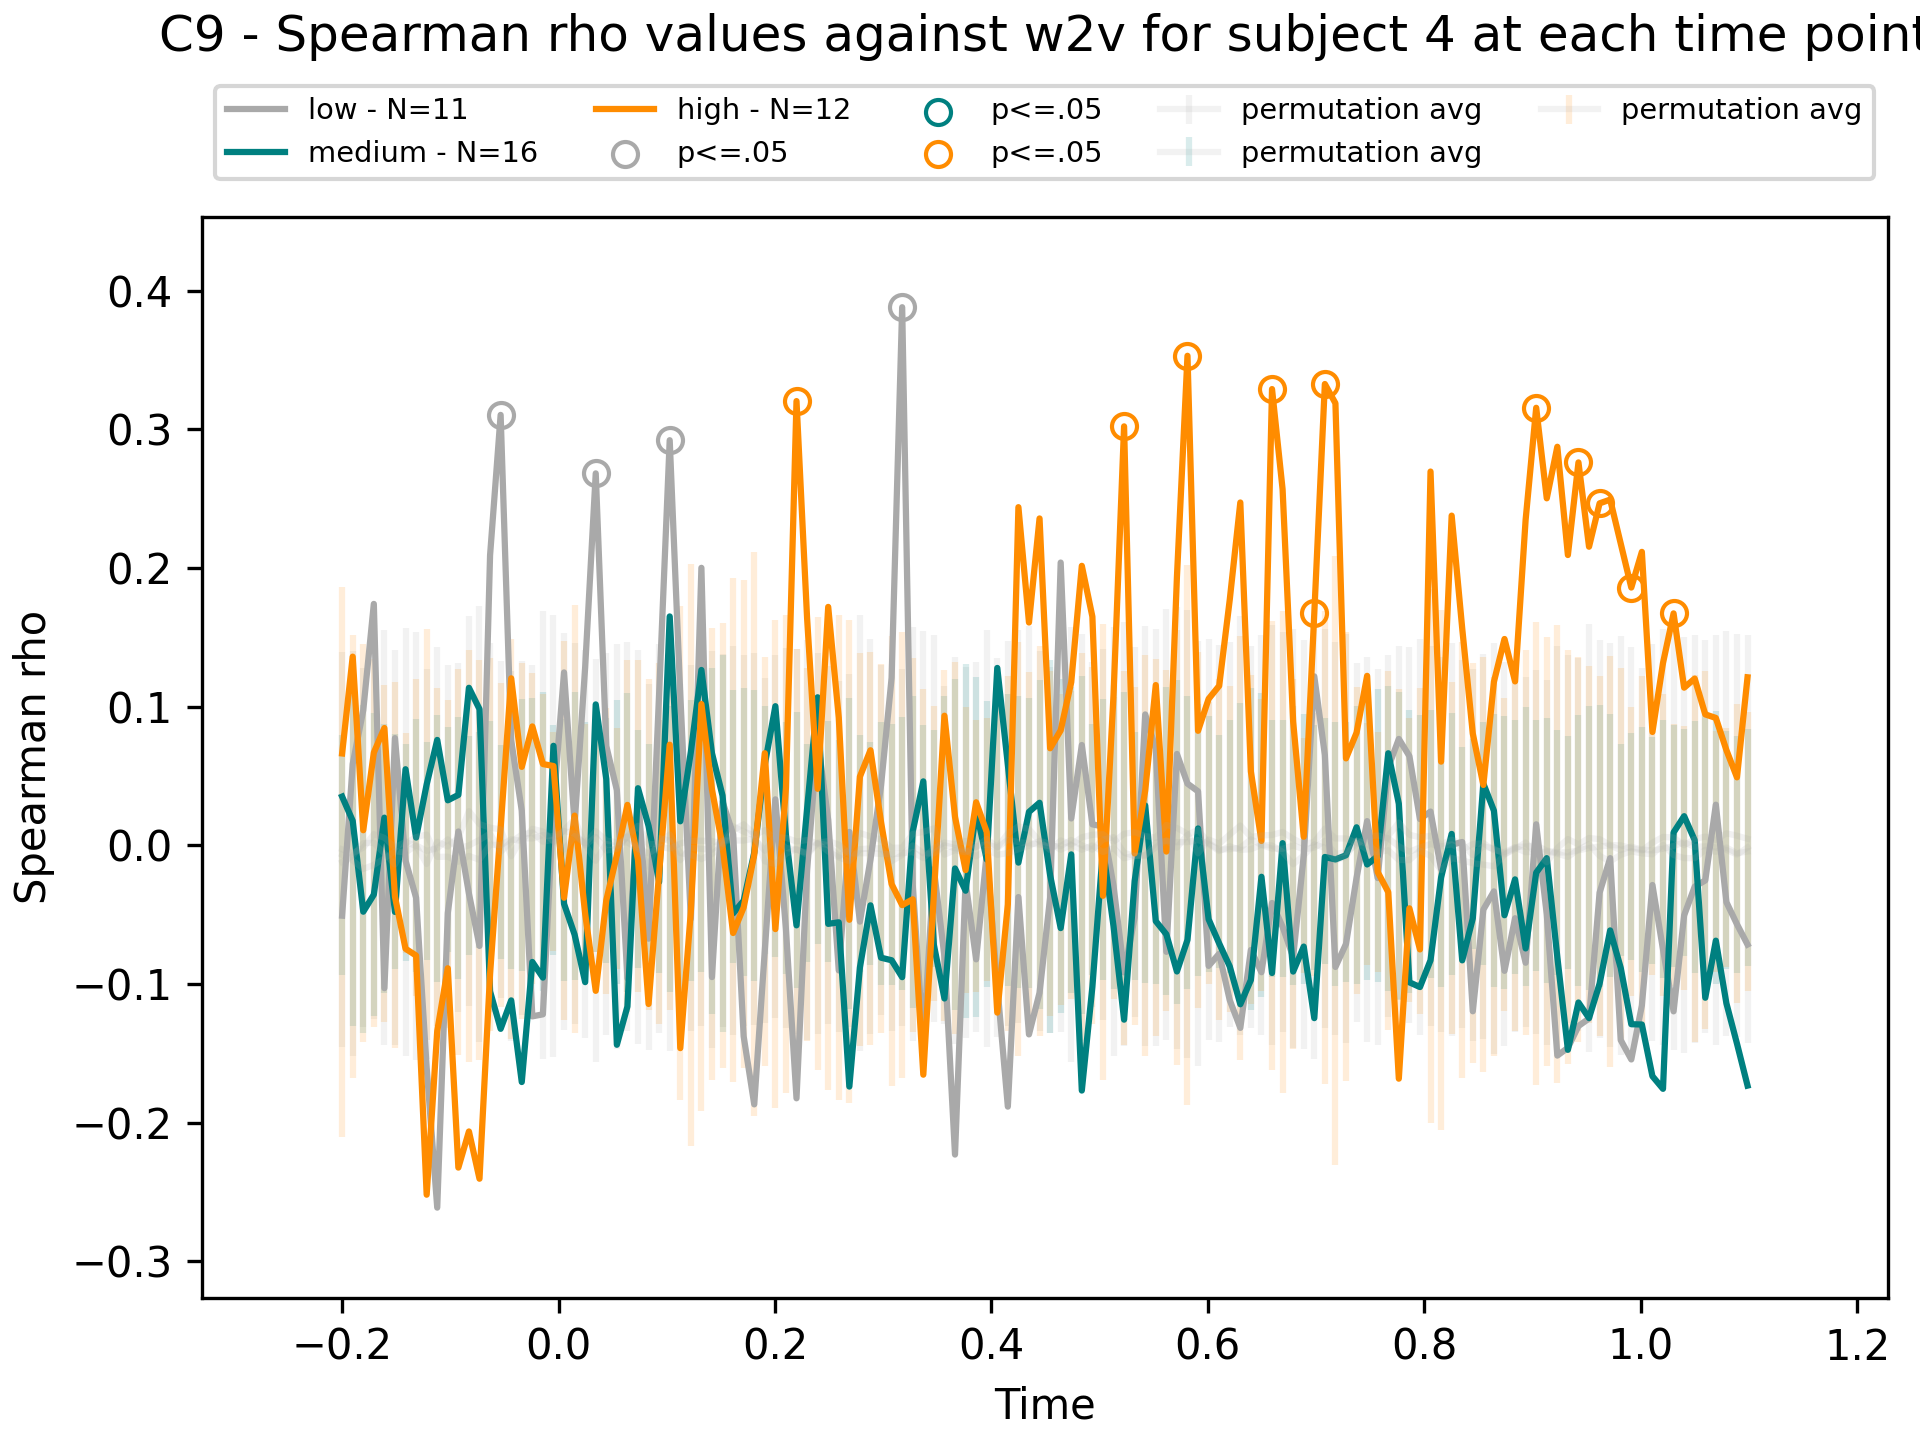 C9 - Spearman rho values against w2v for subject 4 at each time point
low - N=11
medium - N=16
high - N=12
p<=.05
p<=.05
p<=.05
permutation avg
permutation avg
permutation avg
Spearman rho
0.4
0.3
0.2
0.1
0.0
−0.1
−0.2
−0.3
−0.2 0.0 0.2 0.4 0.6 0.8 1.0 1.2
Time